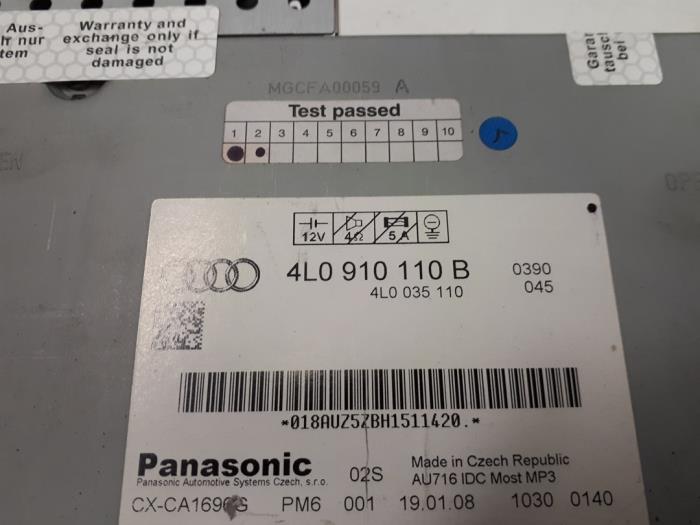 Aus-
nur
tem
Warranty and
exchange only if
seal is not
damaged
Garan
tausch
bei
MGCFA00059 A
Test passed
1 2 3 4 5 6 7 8 9 10
12V 4Ω 5A
4L0 910 110 B 0390
4L0 035 110 045
*018AUZ5ZBH1511420.*
Panasonic
Panasonic Automotive Systems Czech, s.r.o.
02S
Made in Czech Republic
AU716 IDC Most MP3
PM6 001 19.01.08 1030 0140